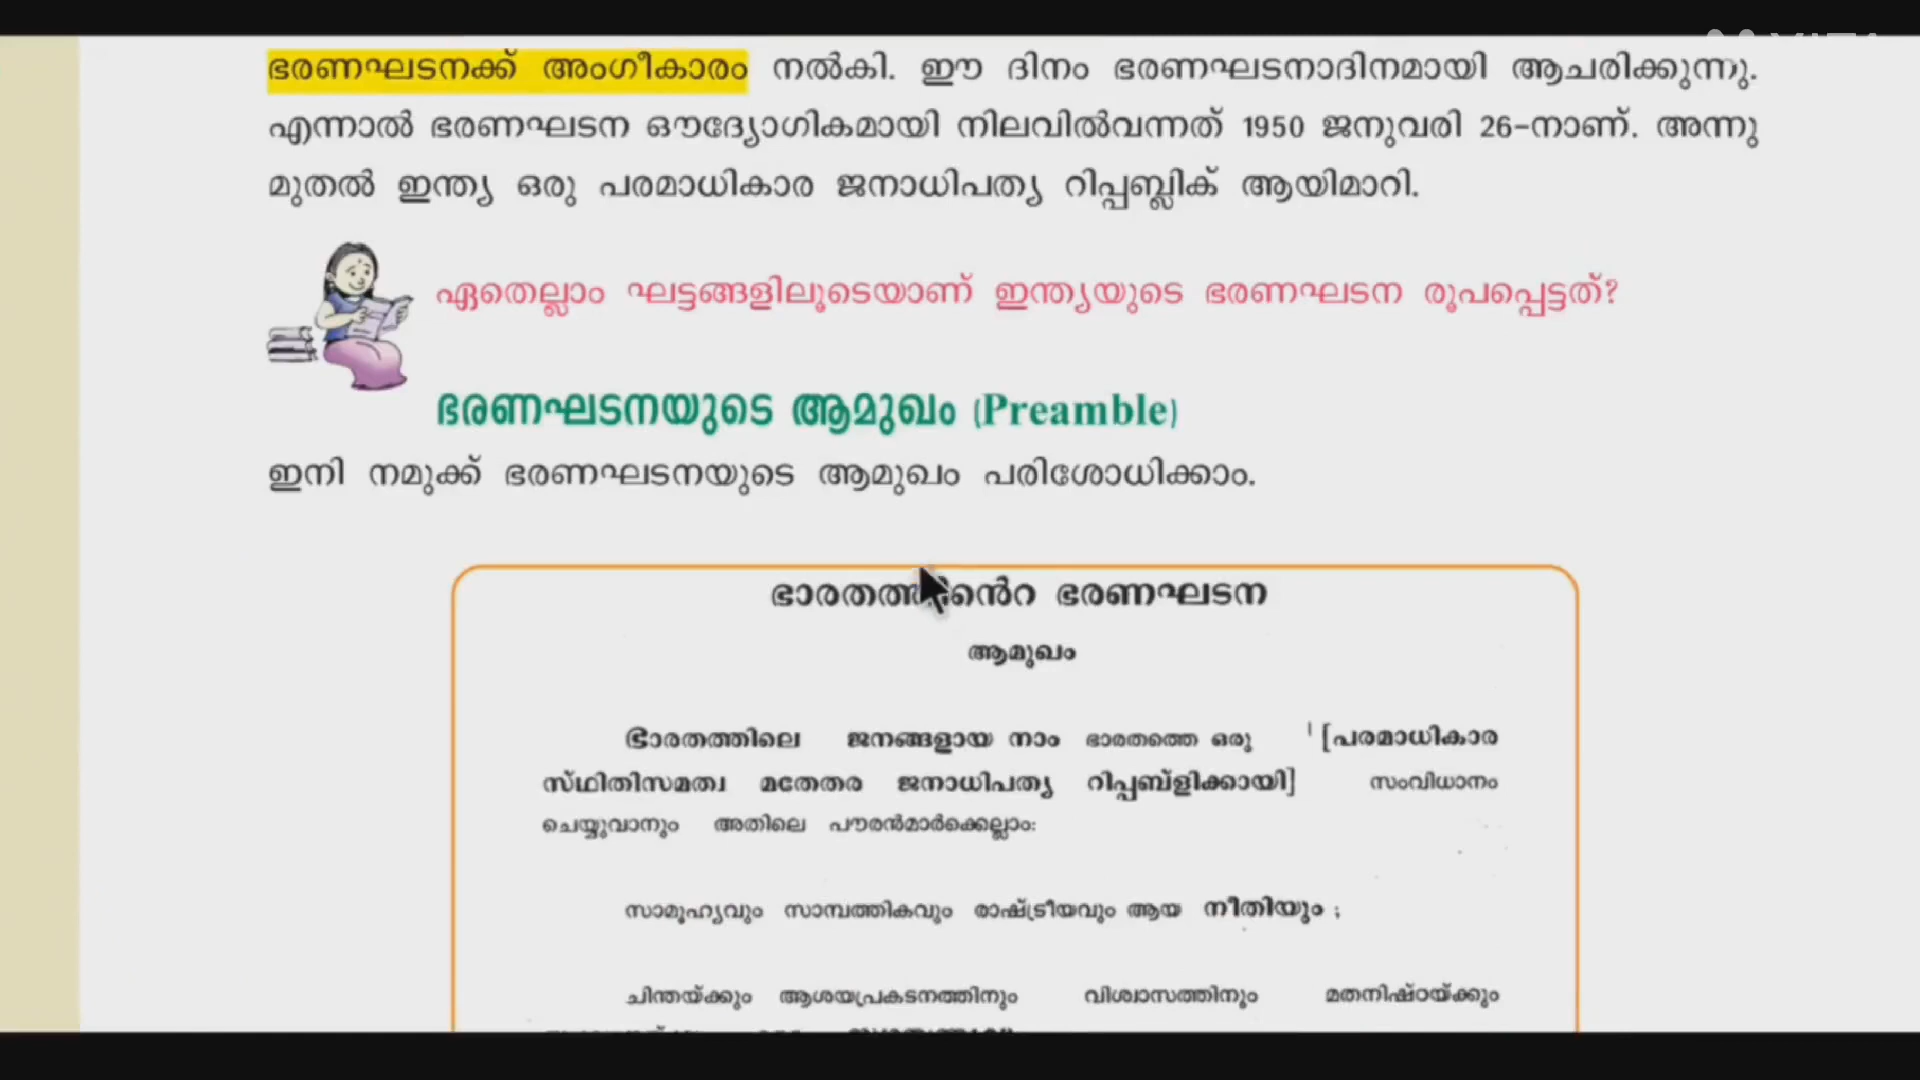 ഭരണഘടനക്ക് അംഗീകാരം നൽകി. ഈ ദിനം ഭരണഘടനാദിനമായി ആചരിക്കുന്നു.
എന്നാൽ ഭരണഘടന ഔദ്യോഗികമായി നിലവിൽവന്നത് 1950 ജനുവരി 26-നാണ്. അന്നു
മുതൽ ഇന്ത്യ ഒരു പരമാധികാര ജനാധിപത്യ റിപ്പബ്ലിക് ആയിമാറി.
ഏതെല്ലാം ഘട്ടങ്ങളിലൂടെയാണ് ഇന്ത്യയുടെ ഭരണഘടന രൂപപ്പെട്ടത്?
ഭരണഘടനയുടെ ആമുഖം (Preamble)
ഇനി നമുക്ക് ഭരണഘടനയുടെ ആമുഖം പരിശോധിക്കാം.
ഭാരതത്തിൻെറ ഭരണഘടന
ആമുഖം
ഭാരതത്തിലെ ജനങ്ങളായ നാം ഭാരതത്തെ ഒരു ¹[പരമാധികാര
സ്ഥിതിസമത്വ മതേതര ജനാധിപത്യ റിപ്പബ്ളിക്കായി] സംവിധാനം
ചെയ്യുവാനും അതിലെ പൗരൻമാർക്കെല്ലാം:
സാമൂഹ്യവും സാമ്പത്തികവും രാഷ്ട്രീയവും ആയ നീതിയും ;
ചിന്തയ്ക്കും ആശയപ്രകടനത്തിനും വിശ്വാസത്തിനും മതനിഷ്ഠയ്ക്കും